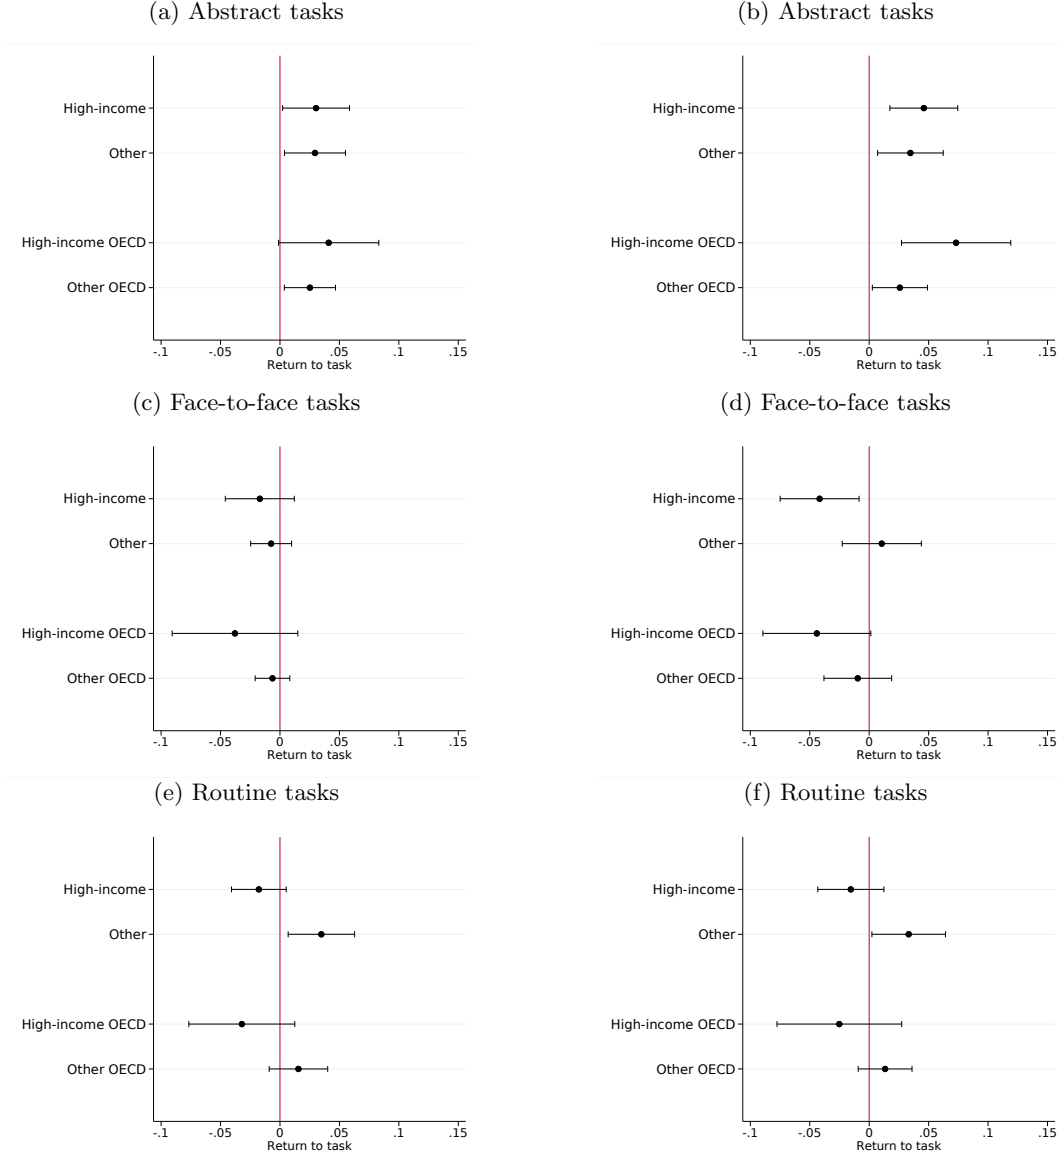 (a) Abstract tasks
High-income
Other
High-income OECD
Other OECD
-.1 -.05 0 .05 .1 .15
Return to task
(b) Abstract tasks
High-income
Other
High-income OECD
Other OECD
-.1 -.05 0 .05 .1 .15
Return to task
(c) Face-to-face tasks
High-income
Other
High-income OECD
Other OECD
-.1 -.05 0 .05 .1 .15
Return to task
(d) Face-to-face tasks
High-income
Other
High-income OECD
Other OECD
-.1 -.05 0 .05 .1 .15
Return to task
(e) Routine tasks
High-income
Other
High-income OECD
Other OECD
-.1 -.05 0 .05 .1 .15
Return to task
(f) Routine tasks
High-income
Other
High-income OECD
Other OECD
-.1 -.05 0 .05 .1 .15
Return to task